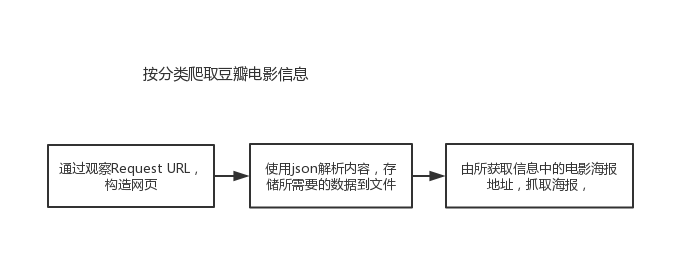 按分类爬取豆瓣电影信息
通过观察Request URL，
构造网页
使用json解析内容，存
储所需要的数据到文件
由所获取信息中的电影海报
地址，抓取海报，